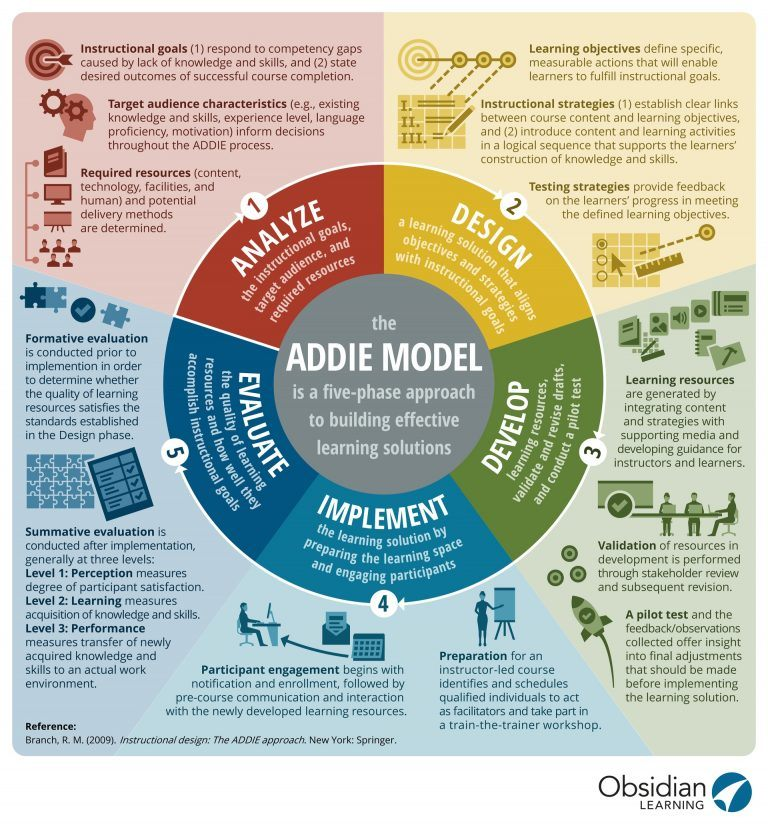 Instructional goals (1) respond to competency gaps
caused by lack of knowledge and skills, and (2) state
desired outcomes of successful course completion.
Target audience characteristics (e.g., existing
knowledge and skills, experience level, language
proficiency, motivation) inform decisions
throughout the ADDIE process.
Required resources (content,
technology, facilities, and
human) and potential
delivery methods
are determined.
Learning objectives define specific,
measurable actions that will enable
learners to fulfill instructional goals.
I.
II.
III.
Instructional strategies (1) establish clear links
between course content and learning objectives,
and (2) introduce content and learning activities
in a logical sequence that supports the learners'
construction of knowledge and skills.
Testing strategies provide feedback
on the learners' progress in meeting
the defined learning objectives.
1
ANALYZE
the instructional goals,
target audience, and
required resources
2
DESIGN
a learning solution that aligns
objectives and strategies
with instructional goals
the
ADDIE MODEL
is a five-phase approach
to building effective
learning solutions
3
DEVELOP
learning resources,
validate and revise drafts,
and conduct a pilot test
Learning resources
are generated by
integrating content
and strategies with
supporting media and
developing guidance for
instructors and learners.
Validation of resources in
development is performed
through stakeholder review
and subsequent revision.
A pilot test and the
feedback/observations
collected offer insight
into final adjustments
that should be made
before implementing
the learning solution.
IMPLEMENT
the learning solution by
preparing the learning space
and engaging participants
4
Participant engagement begins with
notification and enrollment, followed by
pre-course communication and interaction
with the newly developed learning resources.
Preparation for an
instructor-led course
identifies and schedules
qualified individuals to act
as facilitators and take part in
a train-the-trainer workshop.
5
EVALUATE
the quality of learning
resources and how well they
accomplish instructional goals
Formative evaluation
is conducted prior to
implemention in order
to determine whether
the quality of learning
resources satisfies the
standards established
in the Design phase.
Summative evaluation is
conducted after implementation,
generally at three levels:
Level 1: Perception measures
degree of participant satisfaction.
Level 2: Learning measures
acquisition of knowledge and skills.
Level 3: Performance
measures transfer of newly
acquired knowledge and
skills to an actual work
environment.
Reference:
Branch, R. M. (2009). Instructional design: The ADDIE approach. New York: Springer.
Obsidian
LEARNING